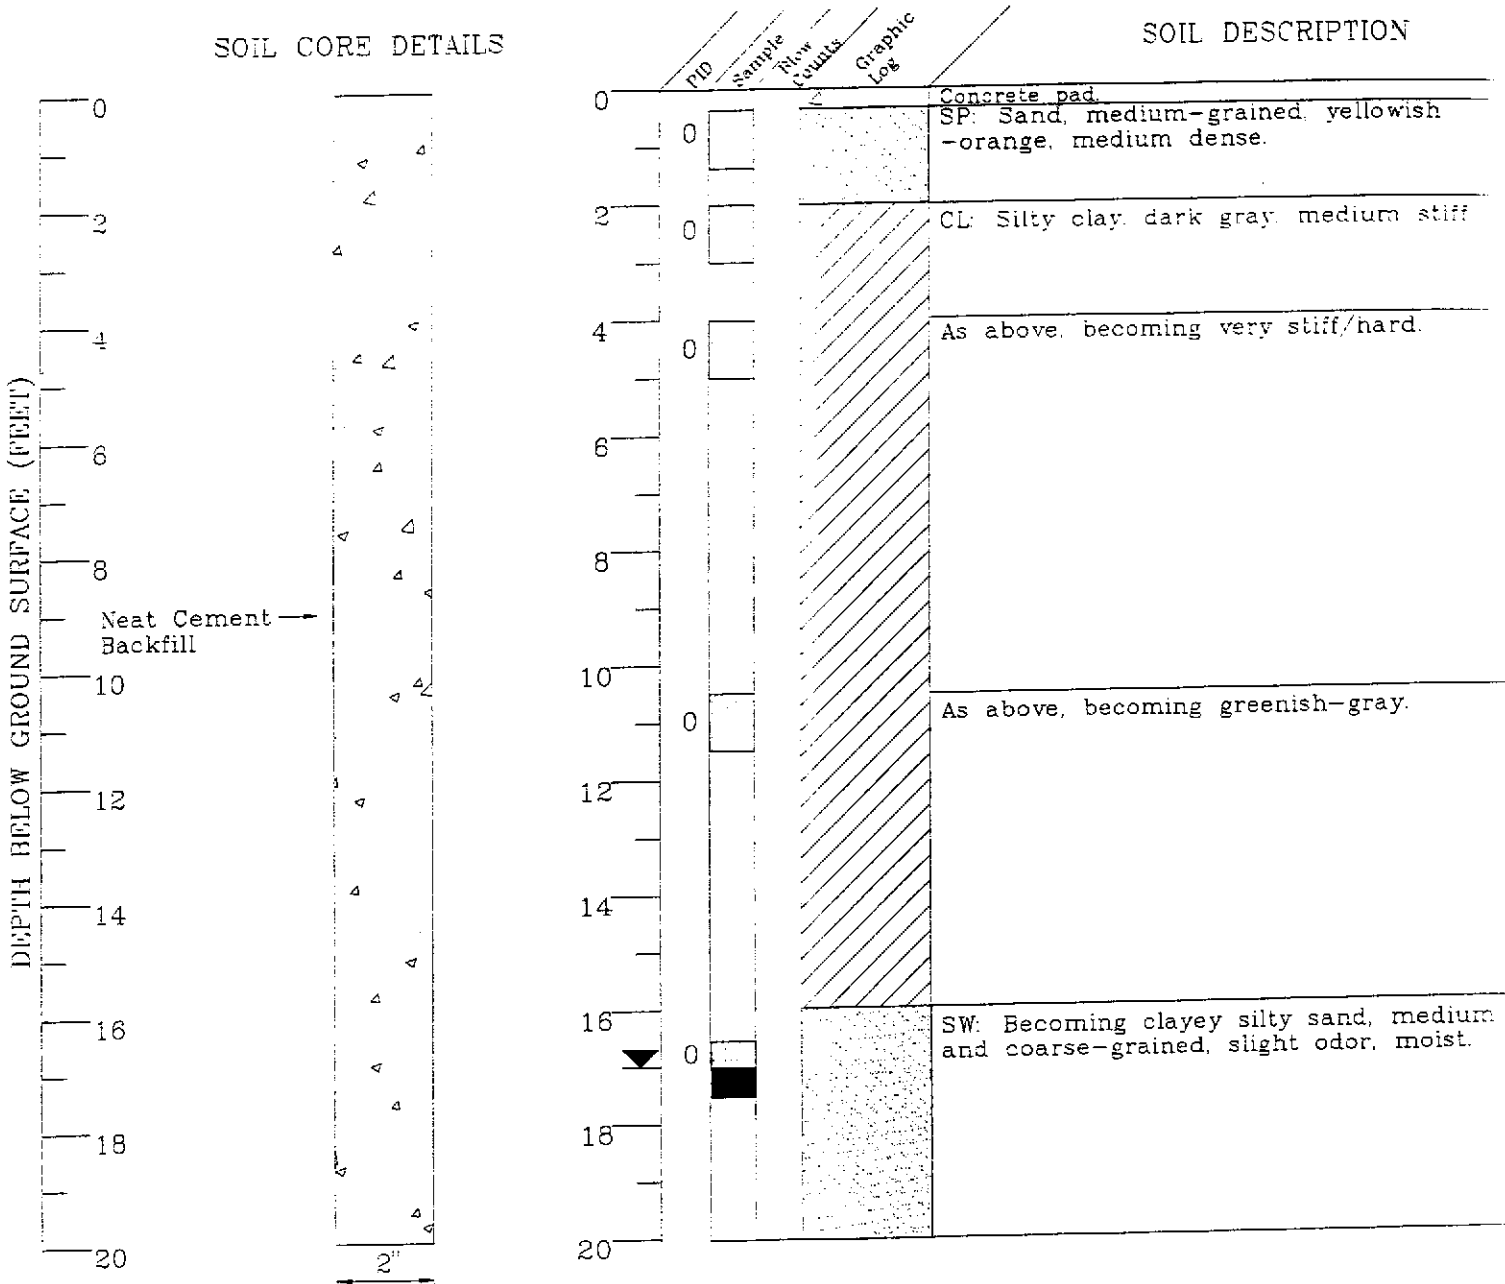 SOIL CORE DETAILS
PID
Sample
Blow Counts
Graphic Log
SOIL DESCRIPTION
DEPTH BELOW GROUND SURFACE (FEET)
0
2
4
6
8
10
12
14
16
18
20
Neat Cement
Backfill
2"
0
2
4
6
8
10
12
14
16
18
20
0
0
0
0
0
Concrete pad.
SP: Sand, medium-grained, yellowish
-orange, medium dense.
CL: Silty clay, dark gray, medium stiff
As above, becoming very stiff/hard.
As above, becoming greenish-gray.
SW: Becoming clayey silty sand, medium
and coarse-grained, slight odor, moist.